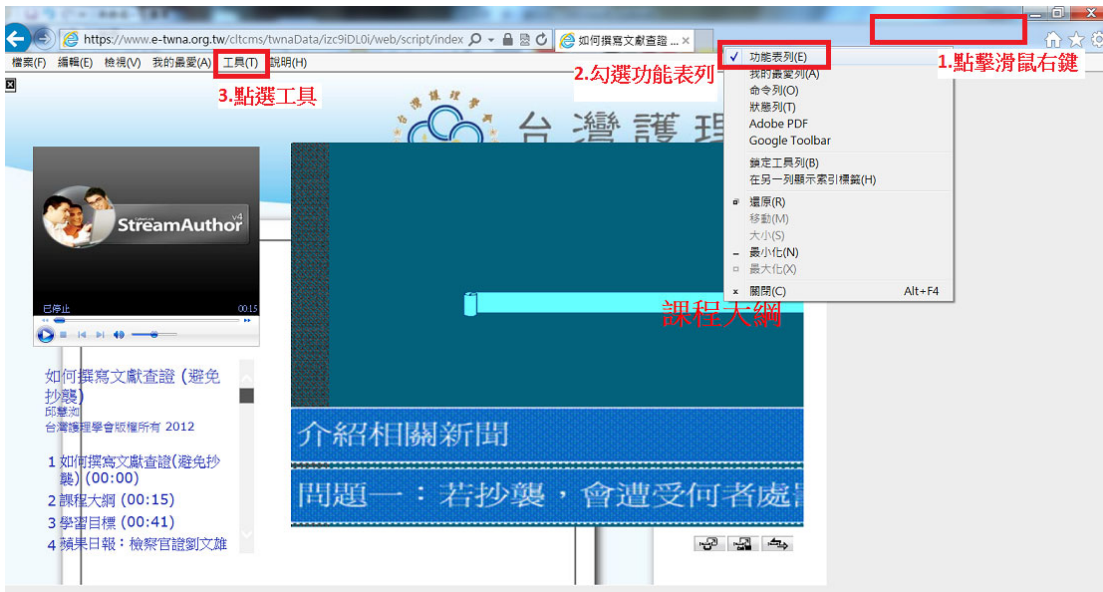 https://www.e-twna.org.tw/cltcms/twnaData/izc9iDL0i/web/script/index
如何撰寫文獻查證 ...
檔案(F) 編輯(E) 檢視(V) 我的最愛(A) 工具(T) 說明(H)
1.點擊滑鼠右鍵
2.勾選功能表列
3.點選工具
功能表列(E)
我的最愛列(A)
命令列(O)
狀態列(T)
Adobe PDF
Google Toolbar
鎖定工具列(B)
在另一列顯示索引標籤(H)
還原(R)
移動(M)
大小(S)
最小化(N)
最大化(X)
關閉(C) Alt+F4
台灣護理
StreamAuthor v4
已停止 00:15
課程大綱
如何撰寫文獻查證 (避免
抄襲)
邱慧洳
台灣護理學會版權所有 2012
1 如何撰寫文獻查證(避免抄
襲) (00:00)
2 課程大綱 (00:15)
3 學習目標 (00:41)
4 蘋果日報：檢察官證劉文雄
介紹相關新聞
問題一：若抄襲，會遭受何者處